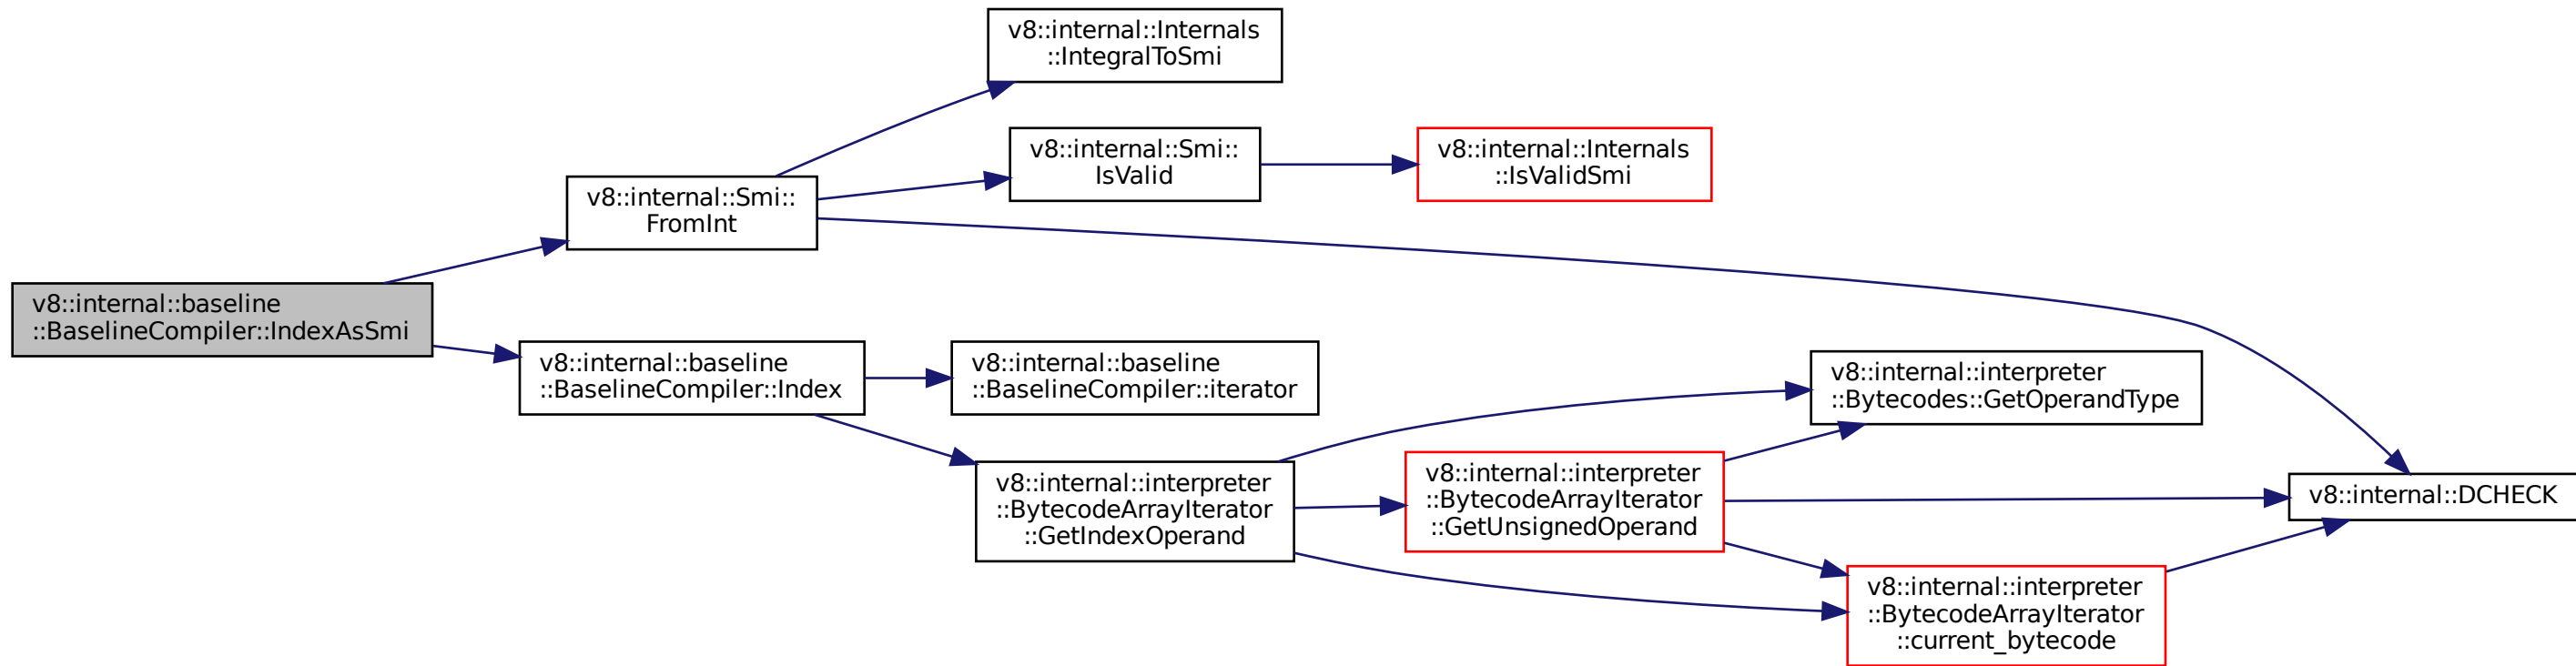 v8::internal::Internals
::IntegralToSmi
v8::internal::Smi::
IsValid
v8::internal::Internals
::IsValidSmi
v8::internal::Smi::
FromInt
v8::internal::baseline
::BaselineCompiler::IndexAsSmi
v8::internal::baseline
::BaselineCompiler::Index
v8::internal::baseline
::BaselineCompiler::iterator
v8::internal::interpreter
::Bytecodes::GetOperandType
v8::internal::interpreter
::BytecodeArrayIterator
::GetIndexOperand
v8::internal::interpreter
::BytecodeArrayIterator
::GetUnsignedOperand
v8::internal::DCHECK
v8::internal::interpreter
::BytecodeArrayIterator
::current_bytecode